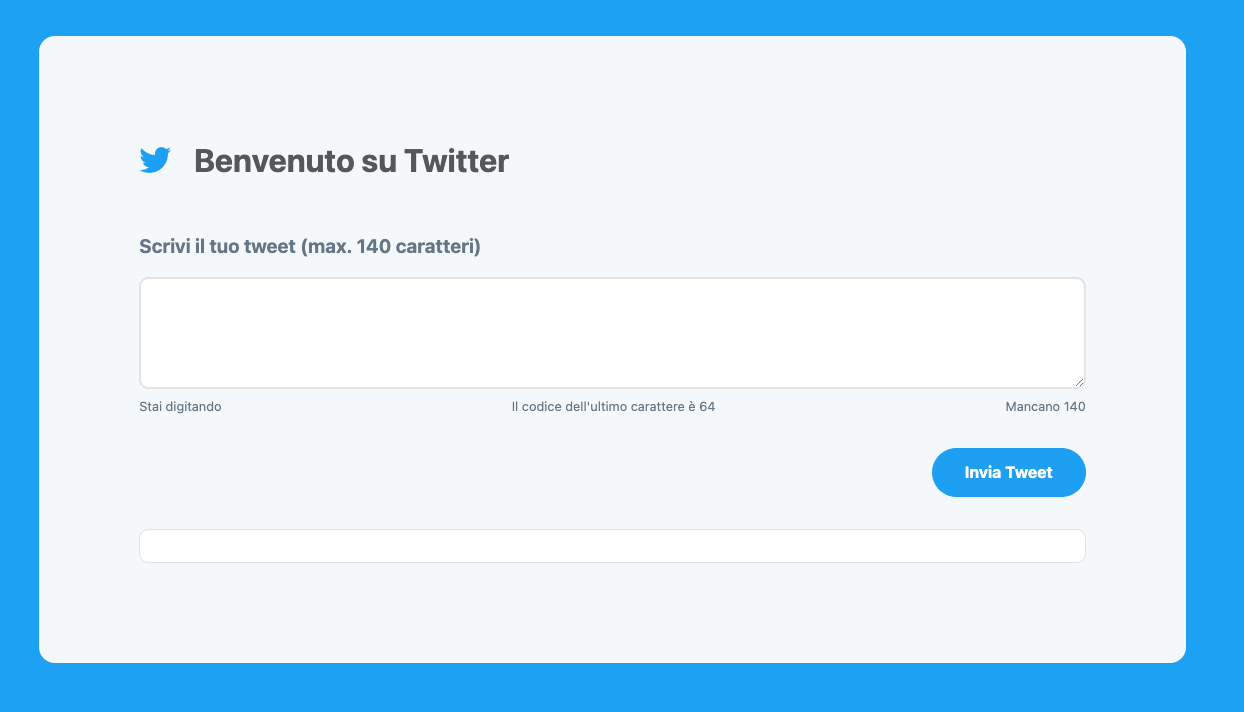 Benvenuto su Twitter
Scrivi il tuo tweet (max. 140 caratteri)
Stai digitando
Il codice dell'ultimo carattere è 64
Mancano 140
Invia Tweet